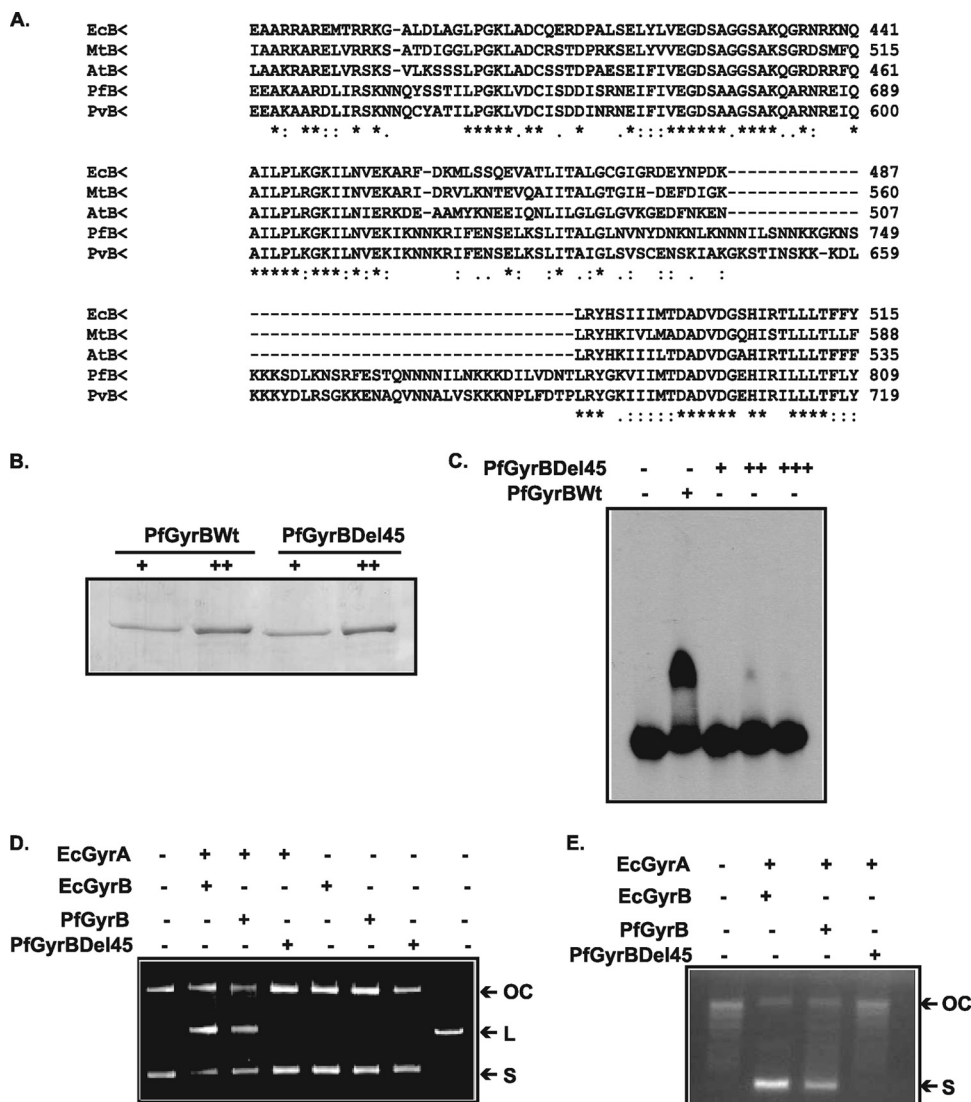 A.
EcB< EAARRAREMTRRKG-ALDLAGLPGKLADCQERDPALSELYLVEGDSAGGSAKQGRNRKNQ 441
MtB< IAARKARELVRRKS-ATDIGGLPGKLADCRSTDPRKSELYVVEGDSAGGSAKSGRDSMFQ 515
AtB< LAAKRARELVRSKS-VLKSSSLPGKLADCSSTDPAESEIFIVEGDSAGGSAKQGRDRRFQ 461
PfB< EEAKAARDLIRSKNNQYSSTILPGKLVDCISDDISRNEIFIVEGDSAAGSAKQARNREIQ 689
PvB< EEAKAARDLIRSKNNQCYATILPGKLVDCISDDINRNEIFIVEGDSAGGSAKQARNREIQ 600
*: **:: * *. ***** ** * *:::****** **** .*: *
EcB< AILPLKGKILNVEKARF-DKMLSSQEVATLITALGCGIGRDEYNPDK------------- 487
MtB< AILPLRGKIINVEKARI-DRVLKNTEVQAIITALGTGIH-DEFDIGK------------- 560
AtB< AILPLRGKILNIERKDE-AAMYKNEEIQNLILGLGLGVKGEDFNKEN------------- 507
PfB< AILPLKGKILNVEKIKNNKRIFENSELKSLITALGLNVNYDNKNLKNNNILSNNKKGKNS 749
PvB< AILPLKGKILNVEKIKNNKRIFENSELKSLITAIGLSVSCENSKIAKGKSTINSKK-KDL 659
*****:***:*:*: : .. *: :* .:* .: :: . :
EcB< --------------------------------LRYHSIIIMTDADVDGSHIRTLLLTFFY 515
MtB< --------------------------------LRYHKIVLMADADVDGQHISTLLLTLLF 588
AtB< --------------------------------LRYHKIIILTDADVDGAHIRTLLLTFFF 535
PfB< KKKSDLKNSRFESTQNNNNILNKKKDILVDNTLRYGKVIIMTDADVDGEHIRILLLTFLY 809
PvB< KKKYDLRSGKKENAQVNNALVSKKKNPLFDTPLRYGKIIIMTDADVDGEHIRILLLTFLY 719
*** .:::::****** ** ****:::
B.
PfGyrBWt PfGyrBDel45
+ ++ + ++
C.
PfGyrBDel45 - - + ++ +++
PfGyrBWt - + - - -
D.
EcGyrA - + + + - - - -
EcGyrB - + - - + - - -
PfGyrB - - + - - + - -
PfGyrBDel45 - - - + - - + -
←OC
←L
←S
E.
EcGyrA - + + +
EcGyrB - + - -
PfGyrB - - + -
PfGyrBDel45 - - - +
←OC
←S